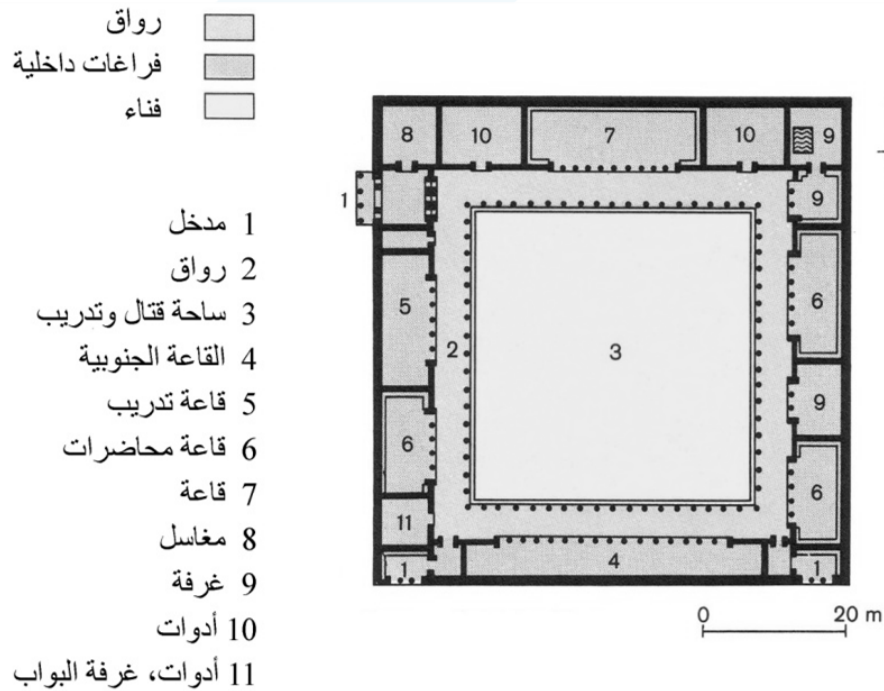 رواق
فراغات داخلية
فناء
1 مدخل
2 رواق
3 ساحة قتال وتدريب
4 القاعة الجنوبية
5 قاعة تدريب
6 قاعة محاضرات
7 قاعة
8 مغاسل
9 غرفة
10 أدوات
11 أدوات، غرفة البواب
8 10 7 10 9
1 9
5 6
2 3
6 9
11 6
1 4 1
0 20 m